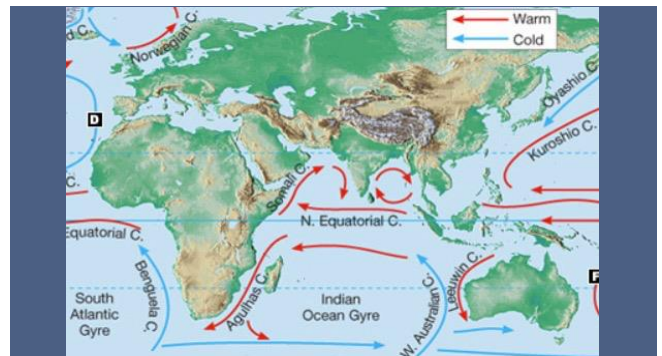 Norwegian C.
d C.
Warm
Cold
Oyashio C.
D
Kuroshio C.
Somali C.
C.
N. Equatorial C.
Equatorial C.
Benguela C.
Agulhas C.
Leeuwin C.
W. Australian C.
South
Atlantic
Gyre
Indian
Ocean Gyre